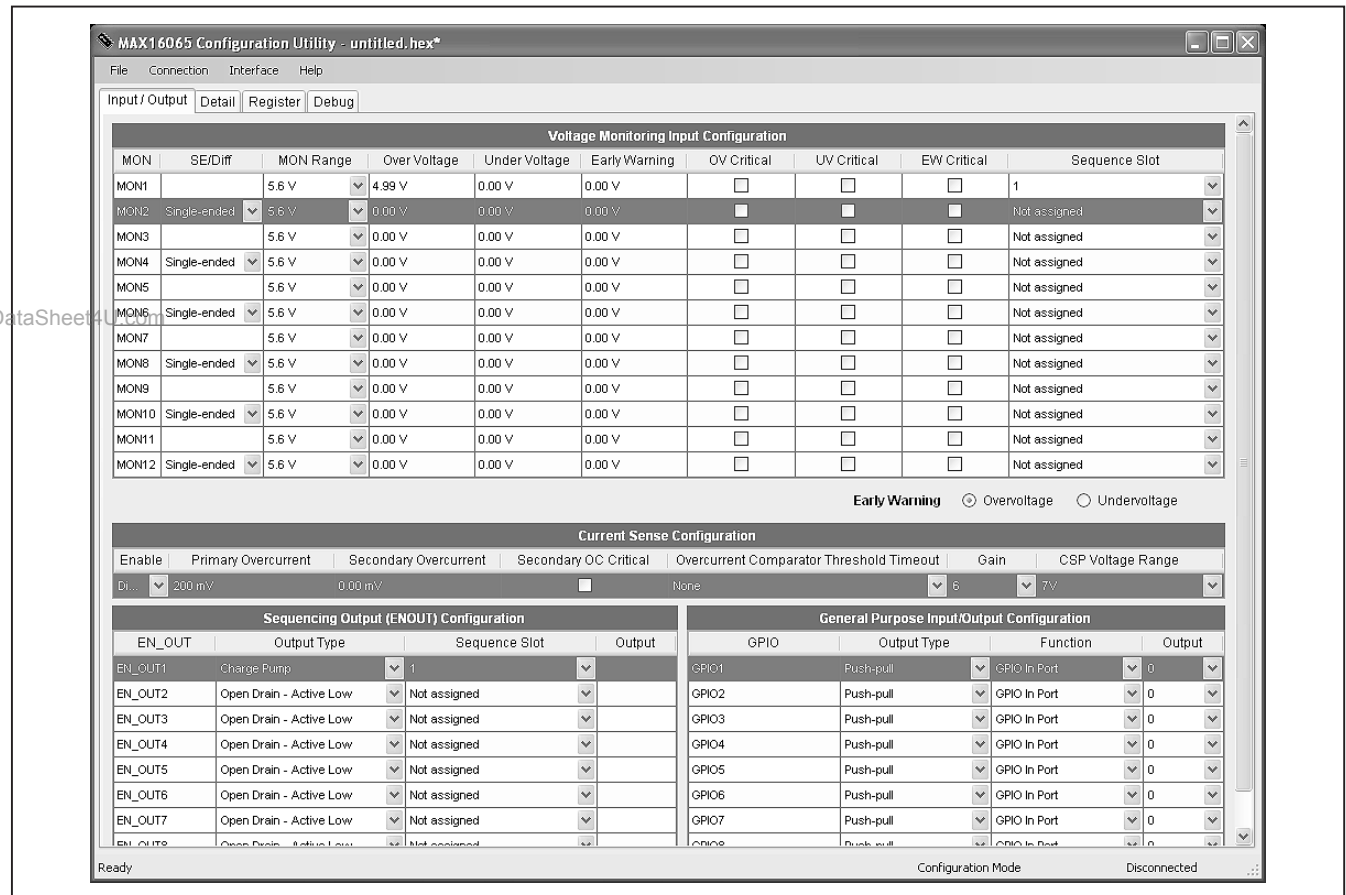 MAX16065 Configuration Utility - untitled.hex*
File Connection Interface Help
Input / Output Detail Register Debug
Voltage Monitoring Input Configuration
MON SE/Diff MON Range Over Voltage Under Voltage Early Warning OV Critical UV Critical EW Critical Sequence Slot
MON1 5.6 V 4.99 V 0.00 V 0.00 V 1
MON2 Single-ended 5.6 V 0.00 V 0.00 V 0.00 V Not assigned
MON3 5.6 V 0.00 V 0.00 V 0.00 V Not assigned
MON4 Single-ended 5.6 V 0.00 V 0.00 V 0.00 V Not assigned
MON5 5.6 V 0.00 V 0.00 V 0.00 V Not assigned
MON6 Single-ended 5.6 V 0.00 V 0.00 V 0.00 V Not assigned
DataSheet4U.com
MON7 5.6 V 0.00 V 0.00 V 0.00 V Not assigned
MON8 Single-ended 5.6 V 0.00 V 0.00 V 0.00 V Not assigned
MON9 5.6 V 0.00 V 0.00 V 0.00 V Not assigned
MON10 Single-ended 5.6 V 0.00 V 0.00 V 0.00 V Not assigned
MON11 5.6 V 0.00 V 0.00 V 0.00 V Not assigned
MON12 Single-ended 5.6 V 0.00 V 0.00 V 0.00 V Not assigned
Early Warning Overvoltage Undervoltage
Current Sense Configuration
Enable Primary Overcurrent Secondary Overcurrent Secondary OC Critical Overcurrent Comparator Threshold Timeout Gain CSP Voltage Range
Di... 200 mV 0.00 mV None 6 7V
Sequencing Output (ENOUT) Configuration General Purpose Input/Output Configuration
EN_OUT Output Type Sequence Slot Output GPIO Output Type Function Output
EN_OUT1 Charge Pump 1 GPIO1 Push-pull GPIO In Port 0
EN_OUT2 Open Drain - Active Low Not assigned GPIO2 Push-pull GPIO In Port 0
EN_OUT3 Open Drain - Active Low Not assigned GPIO3 Push-pull GPIO In Port 0
EN_OUT4 Open Drain - Active Low Not assigned GPIO4 Push-pull GPIO In Port 0
EN_OUT5 Open Drain - Active Low Not assigned GPIO5 Push-pull GPIO In Port 0
EN_OUT6 Open Drain - Active Low Not assigned GPIO6 Push-pull GPIO In Port 0
EN_OUT7 Open Drain - Active Low Not assigned GPIO7 Push-pull GPIO In Port 0
EN_OUT8 Open Drain - Active Low Not assigned GPIO8 Push-pull GPIO In Port 0
Ready Configuration Mode Disconnected